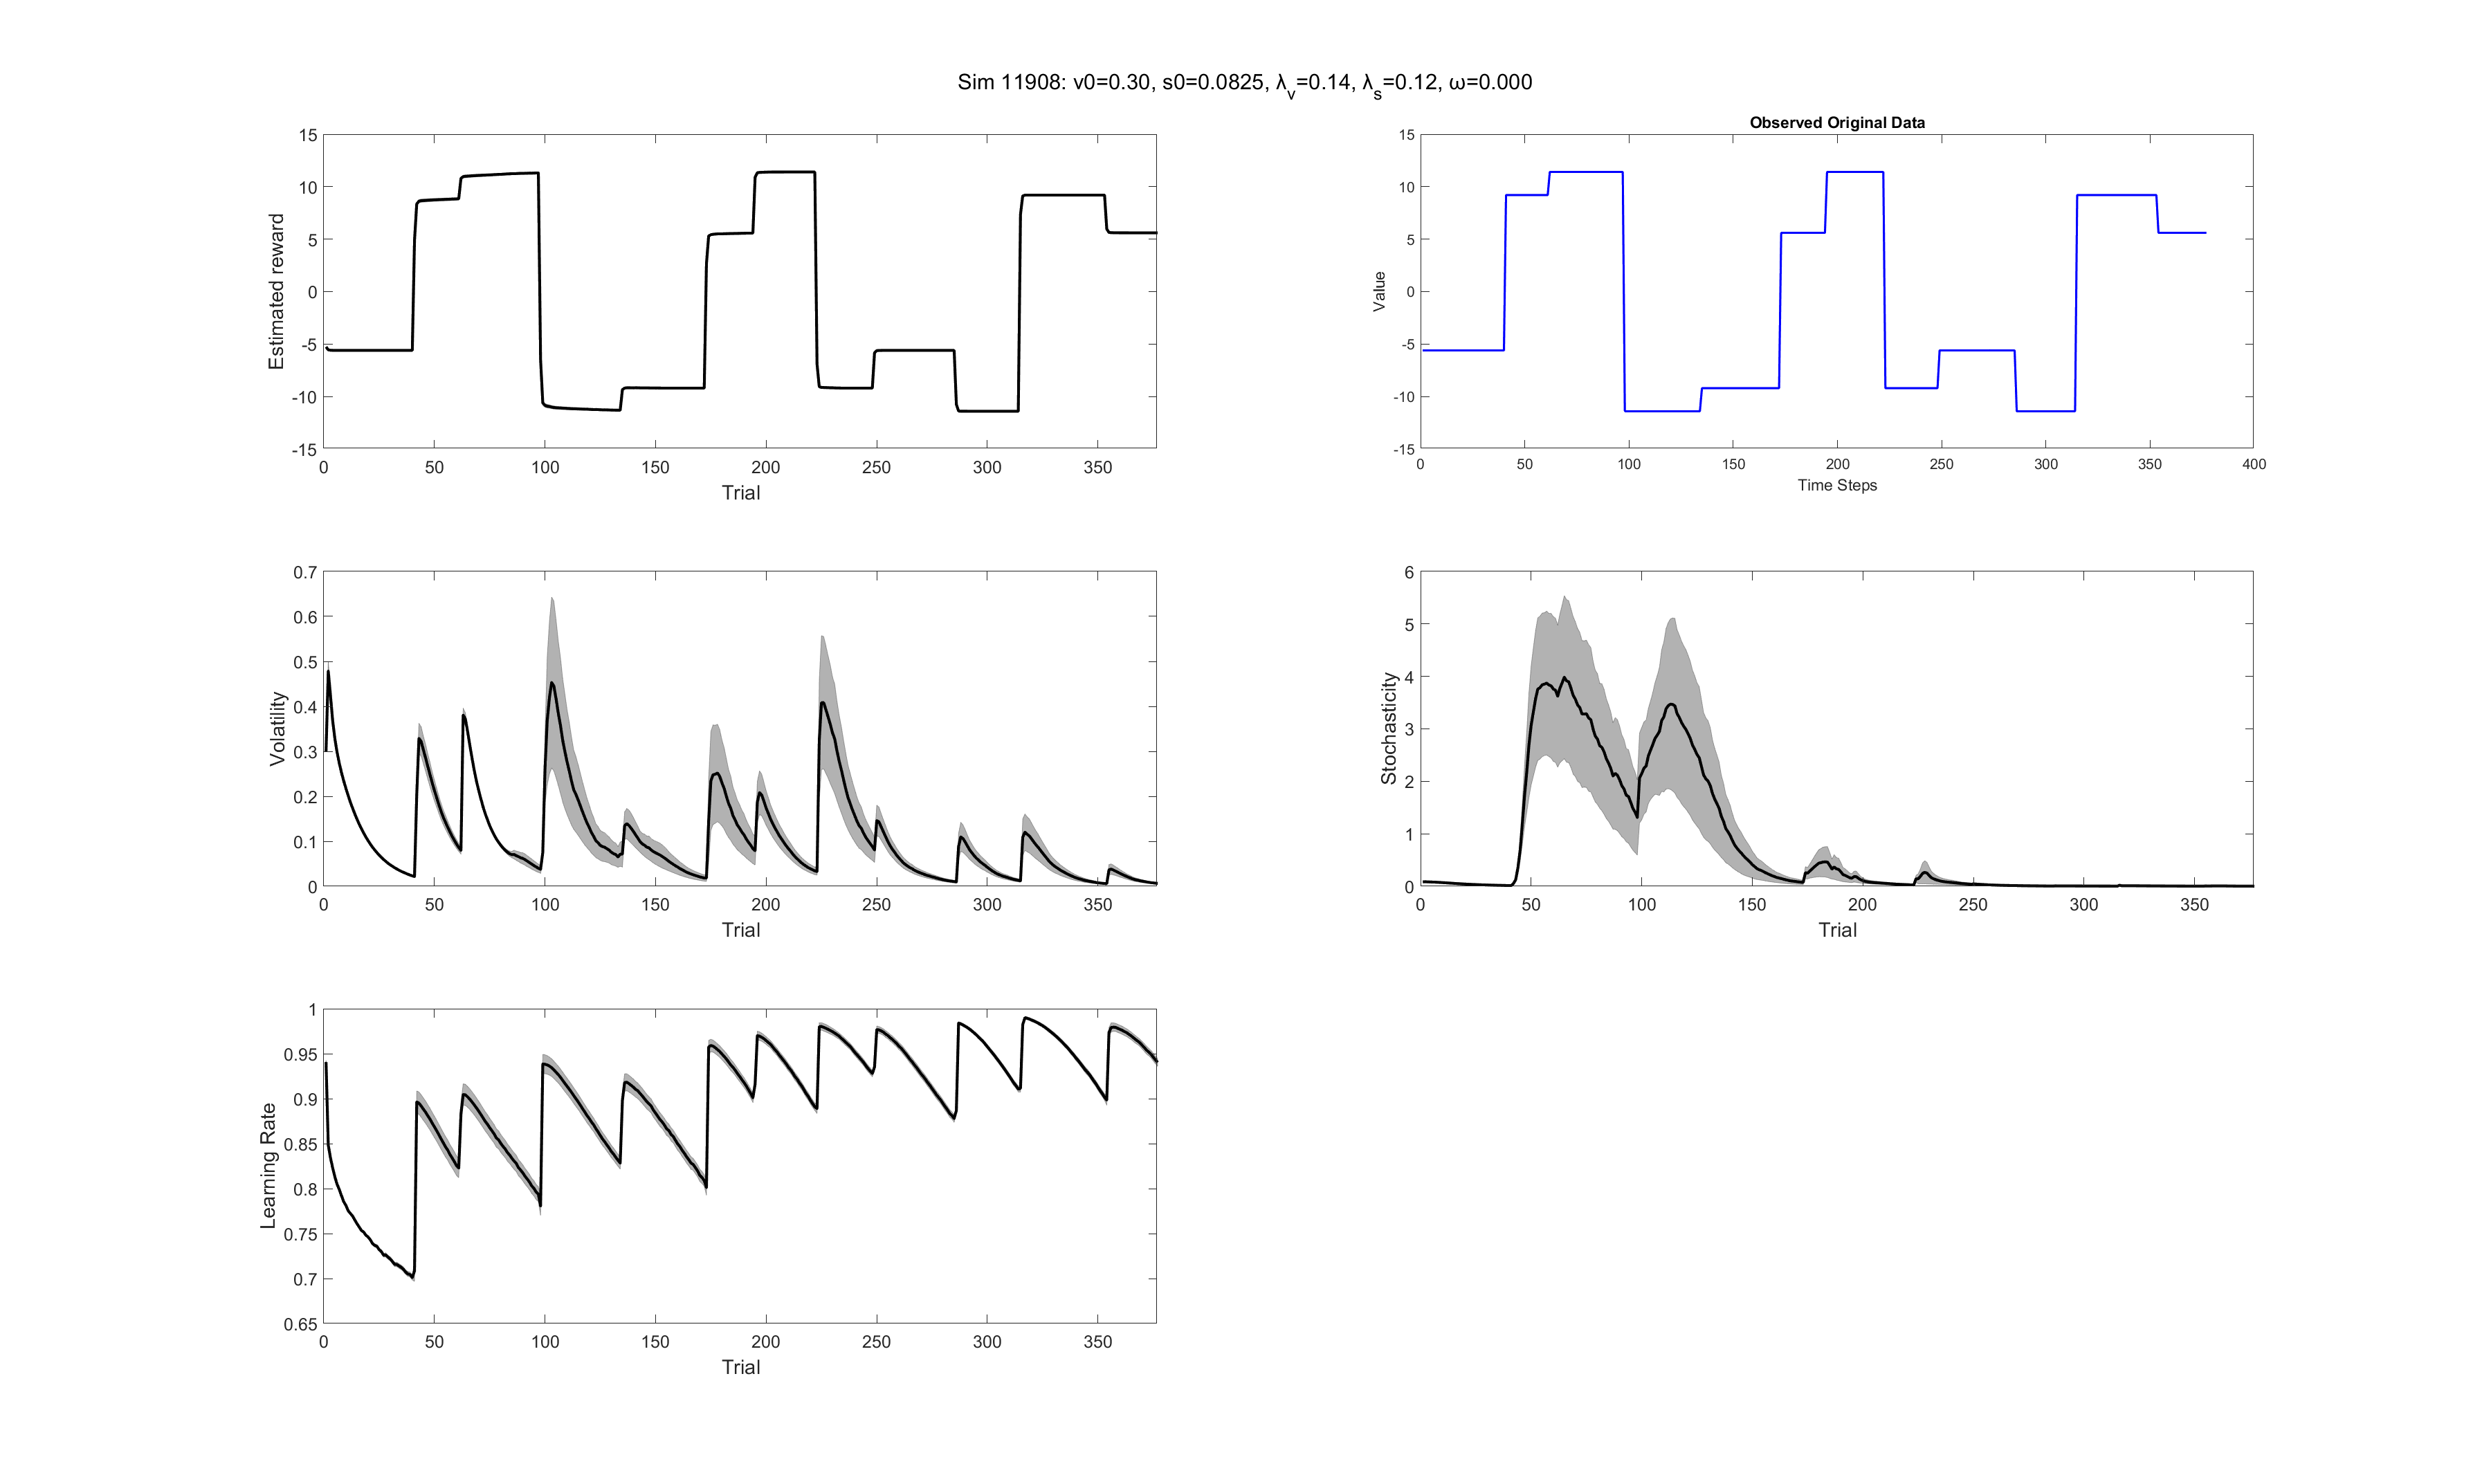 Sim 11908: v0=0.30, s0=0.0825, λv=0.14, λs=0.12, ω=0.000
Estimated reward
15
10
5
0
-5
-10
-15
0 50 100 150 200 250 300 350
Trial
Observed Original Data
Value
15
10
5
0
-5
-10
-15
0 50 100 150 200 250 300 350 400
Time Steps
Volatility
0.7
0.6
0.5
0.4
0.3
0.2
0.1
0
0 50 100 150 200 250 300 350
Trial
Stochasticity
6
5
4
3
2
1
0
0 50 100 150 200 250 300 350
Trial
Learning Rate
1
0.95
0.9
0.85
0.8
0.75
0.7
0.65
0 50 100 150 200 250 300 350
Trial